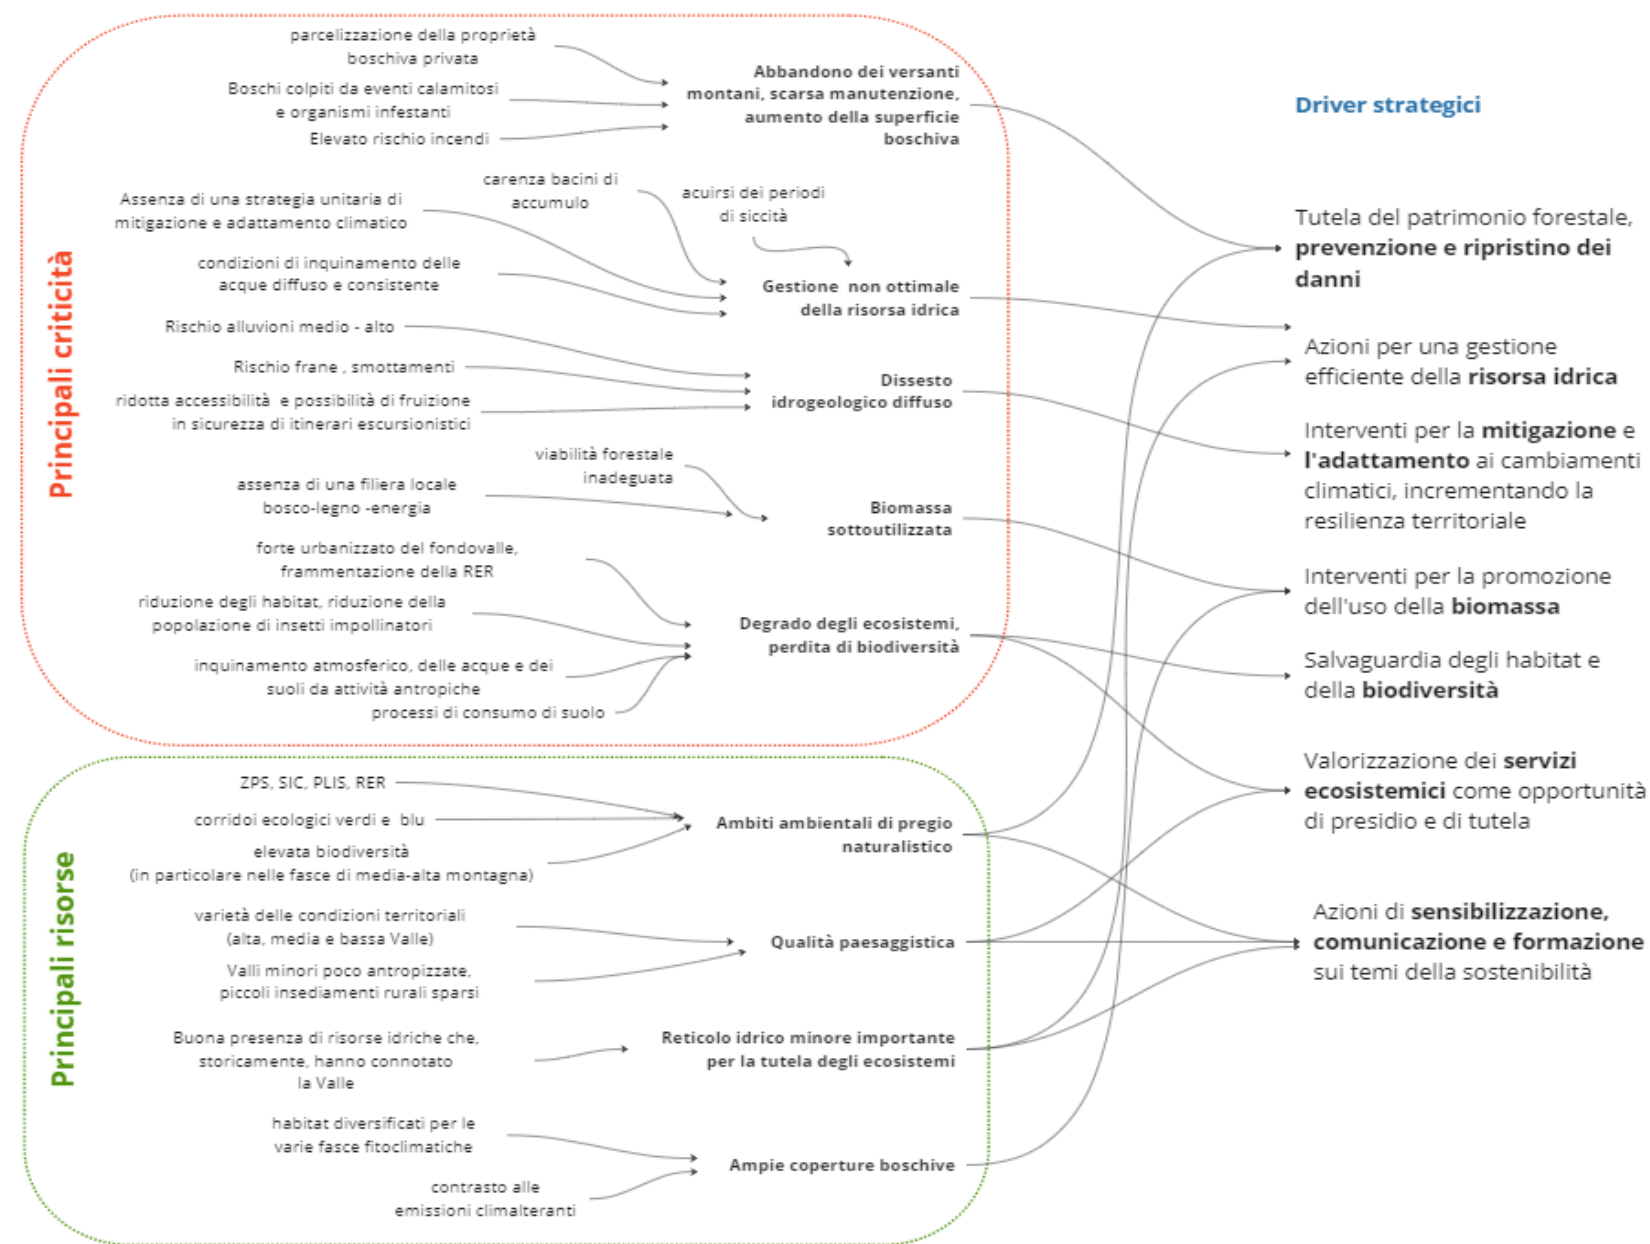 Principali criticità
parcelizzazione della proprietà
boschiva privata
Boschi colpiti da eventi calamitosi
e organismi infestanti
Elevato rischio incendi
Abbandono dei versanti
montani, scarsa manutenzione,
aumento della superficie
boschiva
Assenza di una strategia unitaria di
mitigazione e adattamento climatico
carenza bacini di
accumulo
acuirsi dei periodi
di siccità
condizioni di inquinamento delle
acque diffuso e consistente
Gestione non ottimale
della risorsa idrica
Rischio alluvioni medio - alto
Rischio frane , smottamenti
ridotta accessibilità e possibilità di fruizione
in sicurezza di itinerari escursionistici
Dissesto
idrogeologico diffuso
viabilità forestale
inadeguata
assenza di una filiera locale
bosco-legno -energia
Biomassa
sottoutilizzata
forte urbanizzato del fondovalle,
frammentazione della RER
riduzione degli habitat, riduzione della
popolazione di insetti impollinatori
inquinamento atmosferico, delle acque e dei
suoli da attività antropiche
processi di consumo di suolo
Degrado degli ecosistemi,
perdita di biodiversità
Principali risorse
ZPS, SIC, PLIS, RER
corridoi ecologici verdi e blu
elevata biodiversità
(in particolare nelle fasce di media-alta montagna)
Ambiti ambientali di pregio
naturalistico
varietà delle condizioni territoriali
(alta, media e bassa Valle)
Valli minori poco antropizzate,
piccoli insediamenti rurali sparsi
Qualità paesaggistica
Buona presenza di risorse idriche che,
storicamente, hanno connotato
la Valle
Reticolo idrico minore importante
per la tutela degli ecosistemi
habitat diversificati per le
varie fasce fitoclimatiche
contrasto alle
emissioni climalteranti
Ampie coperture boschive
Driver strategici
Tutela del patrimonio forestale,
prevenzione e ripristino dei
danni
Azioni per una gestione
efficiente della risorsa idrica
Interventi per la mitigazione e
l'adattamento ai cambiamenti
climatici, incrementando la
resilienza territoriale
Interventi per la promozione
dell'uso della biomassa
Salvaguardia degli habitat e
della biodiversità
Valorizzazione dei servizi
ecosistemici come opportunità
di presidio e di tutela
Azioni di sensibilizzazione,
comunicazione e formazione
sui temi della sostenibilità